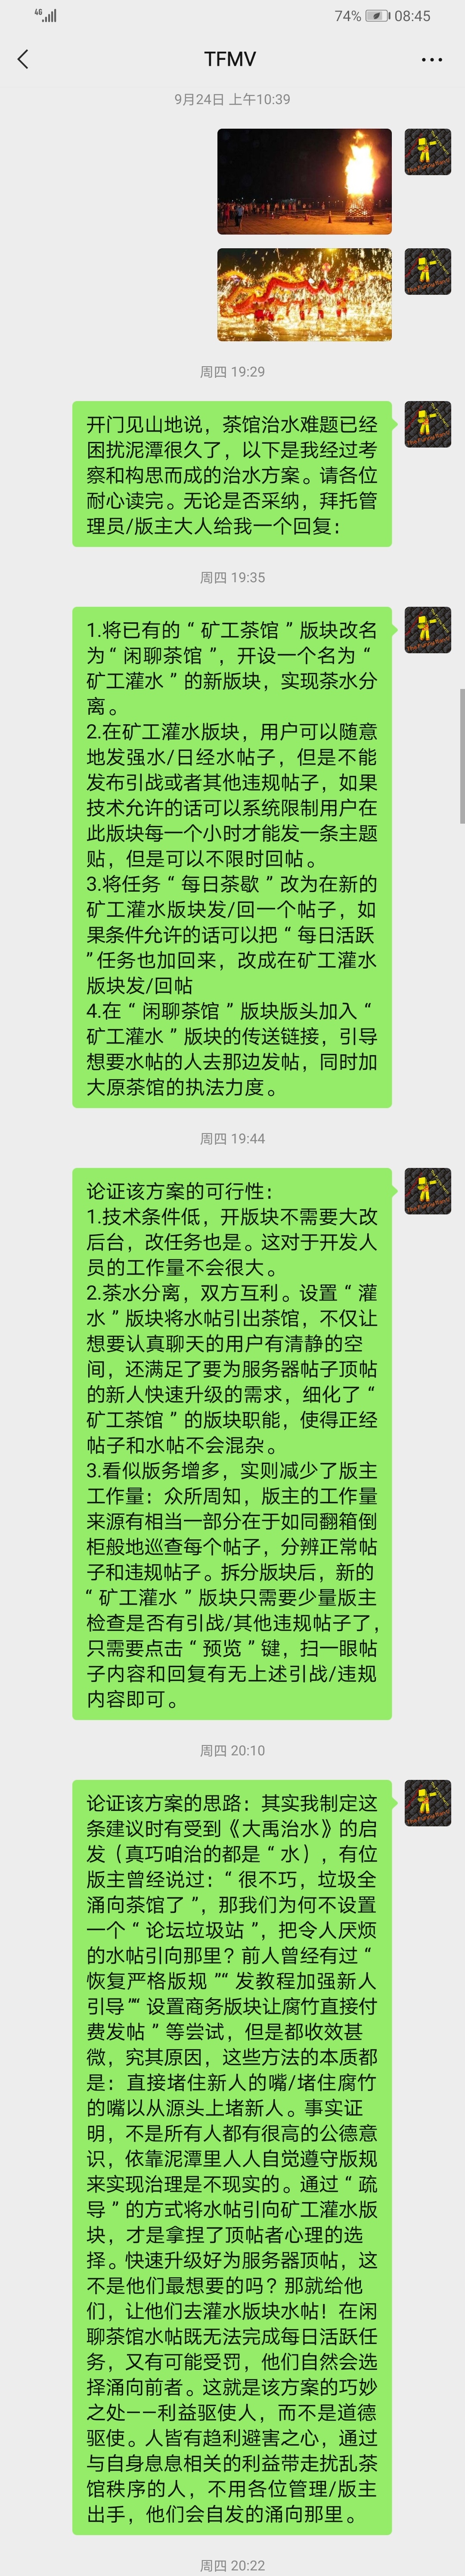 4G
74%
08:45
TFMV
9月24日 上午10:39
周四 19:29
开门见山地说，茶馆治水难题已经
困扰泥潭很久了，以下是我经过考
察和构思而成的治水方案。请各位
耐心读完。无论是否采纳，拜托管
理员/版主大人给我一个回复：
周四 19:35
1.将已有的“矿工茶馆”版块改名
为“闲聊茶馆”，开设一个名为“
矿工灌水”的新版块，实现茶水分
离。
2.在矿工灌水版块，用户可以随意
地发强水/日经水帖子，但是不能
发布引战或者其他违规帖子，如果
技术允许的话可以系统限制用户在
此版块每一个小时才能发一条主题
贴，但是可以不限时回帖。
3.将任务“每日茶歇”改为在新的
矿工灌水版块发/回一个帖子，如
果条件允许的话可以把“每日活跃
”任务也加回来，改成在矿工灌水
版块发/回帖
4.在“闲聊茶馆”版块版头加入“
矿工灌水”版块的传送链接，引导
想要水帖的人去那边发帖，同时加
大原茶馆的执法力度。
周四 19:44
论证该方案的可行性：
1.技术条件低，开版块不需要大改
后台，改任务也是。这对于开发人
员的工作量不会很大。
2.茶水分离，双方互利。设置“灌
水”版块将水帖引出茶馆，不仅让
想要认真聊天的用户有清静的空
间，还满足了要为服务器帖子顶帖
的新人快速升级的需求，细化了“
矿工茶馆”的版块职能，使得正经
帖子和水帖不会混杂。
3.看似版务增多，实则减少了版主
工作量：众所周知，版主的工作量
来源有相当一部分在于如同翻箱倒
柜般地巡查每个帖子，分辨正常帖
子和违规帖子。拆分版块后，新的
“矿工灌水”版块只需要少量版主
检查是否有引战/其他违规帖子了，
只需要点击“预览”键，扫一眼帖
子内容和回复有无上述引战/违规
内容即可。
周四 20:10
论证该方案的思路：其实我制定这
条建议时有受到《大禹治水》的启
发（真巧咱治的都是“水），有位
版主曾经说过：“很不巧，垃圾全
涌向茶馆了”，那我们为何不设置
一个“论坛垃圾站”，把令人厌烦
的水帖引向那里？前人曾经有过“
恢复严格版规”“发教程加强新人
引导”“设置商务版块让腐竹直接付
费发帖”等尝试，但是都收效甚
微，究其原因，这些方法的本质都
是：直接堵住新人的嘴/堵住腐竹
的嘴以从源头上堵新人。事实证
明，不是所有人都有很高的公德意
识，依靠泥潭里人人自觉遵守版规
来实现治理是不现实的。通过“疏
导”的方式将水帖引向矿工灌水版
块，才是拿捏了顶帖者心理的选
择。快速升级好为服务器顶帖，这
不是他们最想要的吗？那就给他
们，让他们去灌水版块水帖！在闲
聊茶馆水帖既无法完成每日活跃任
务，又有可能受罚，他们自然会选
择涌向前者。这就是该方案的巧妙
之处——利益驱使人，而不是道德
驱使。人皆有趋利避害之心，通过
与自身息息相关的利益带走扰乱茶
馆秩序的人，不用各位管理/版主
出手，他们会自发的涌向那里。
周四 20:22